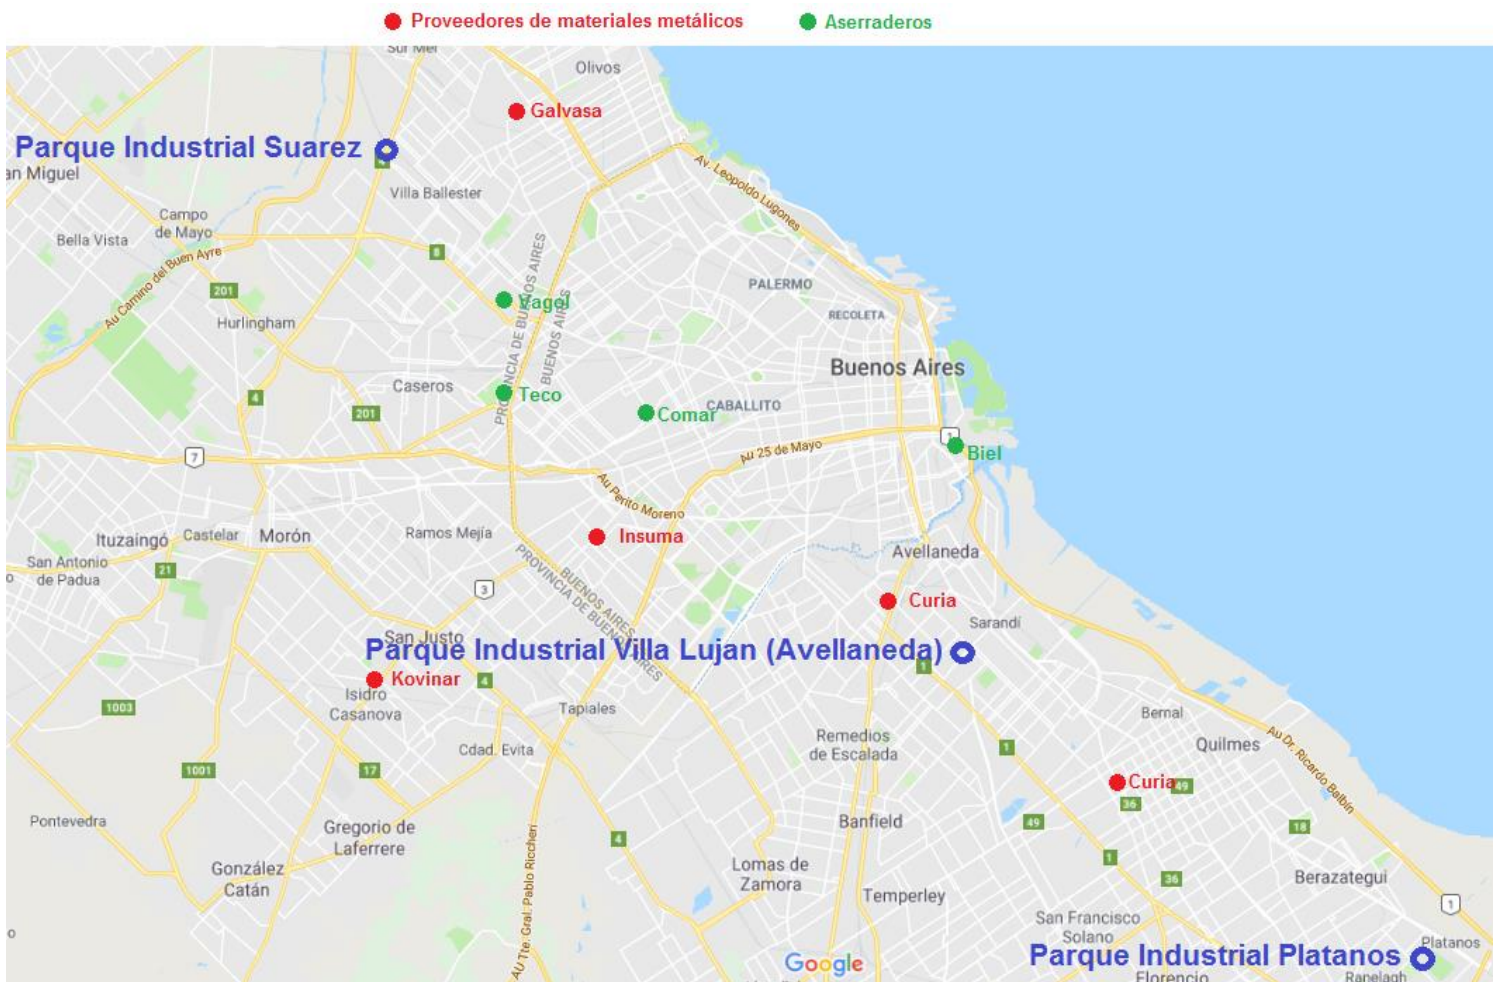 Proveedores de materiales metálicos
Aserraderos
Olivos
Galvasa
Parque Industrial Suarez
4
an Miguel
Villa Ballester
Av. Leopoldo Lugones
Campo
de Mayo
Bella Vista
8
Au Camino del Buen Ayre
201
PROVINCIA DE BUENOS AIRES
BUENOS AIRES
PALERMO
Vagol
RECOLETA
Hurlingham
Buenos Aires
Caseros
4
201
Teco
Comar
CABALLITO
1
Biel
7
Au 25 de Mayo
Au Perito Moreno
Ituzaingó
Castelar
Morón
Ramos Mejía
Insuma
Avellaneda
San Antonio
de Padua
21
3
BUENOS AIRES
PROVINCIA DE BUENOS AIRES
Curia
Sarandí
San Justo
Parque Industrial Villa Lujan (Avellaneda)
1
Kovinar
4
Isidro
Casanova
1003
Tapiales
Bernal
Remedios
de Escalada
Cdad. Evita
1
Quilmes
Au Dr. Ricardo Balbín
1001
17
Curia
49
36
Pontevedra
Gregorio de
Laferrere
4
Banfield
49
18
Au Tte. Gral. Pablo Riccheri
González
Catán
Lomas de
Zamora
1
36
Temperley
Berazategui
1
San Francisco
Solano
Platanos
Parque Industrial Platanos
Google
Florencio
Ranelagh